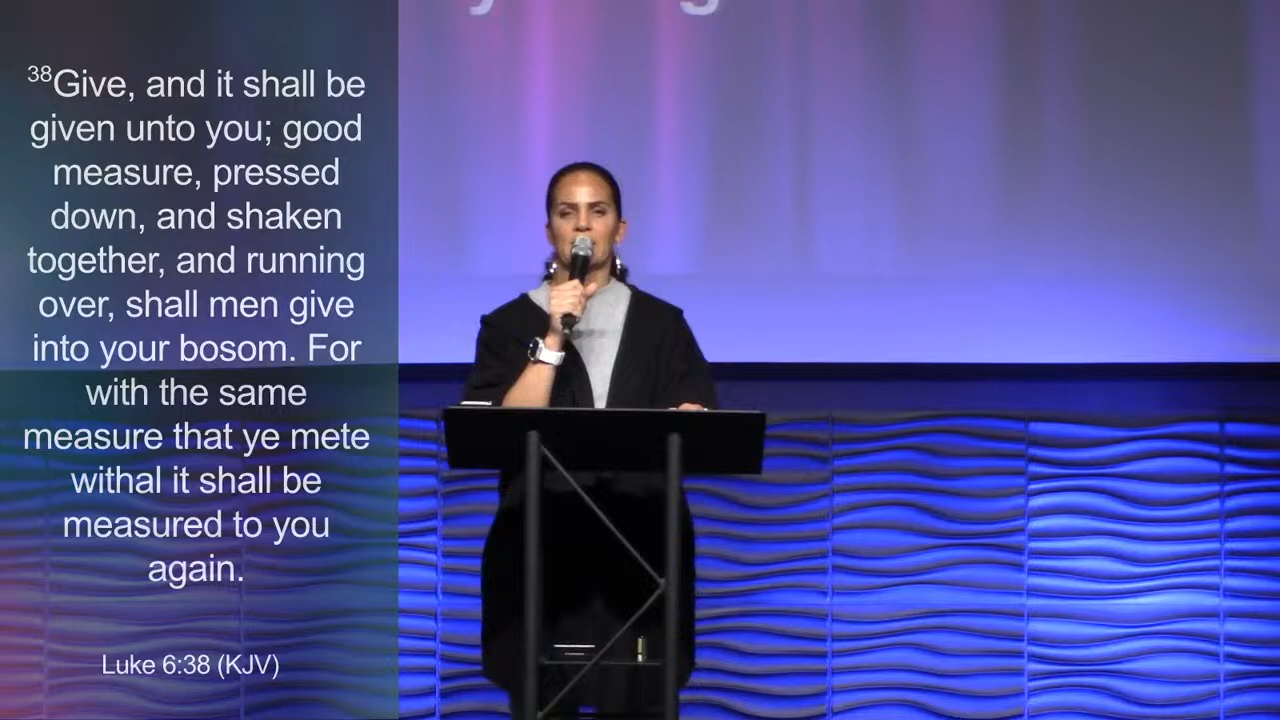 38Give, and it shall be
given unto you; good
measure, pressed
down, and shaken
together, and running
over, shall men give
into your bosom. For
with the same
measure that ye mete
withal it shall be
measured to you
again.
Luke 6:38 (KJV)